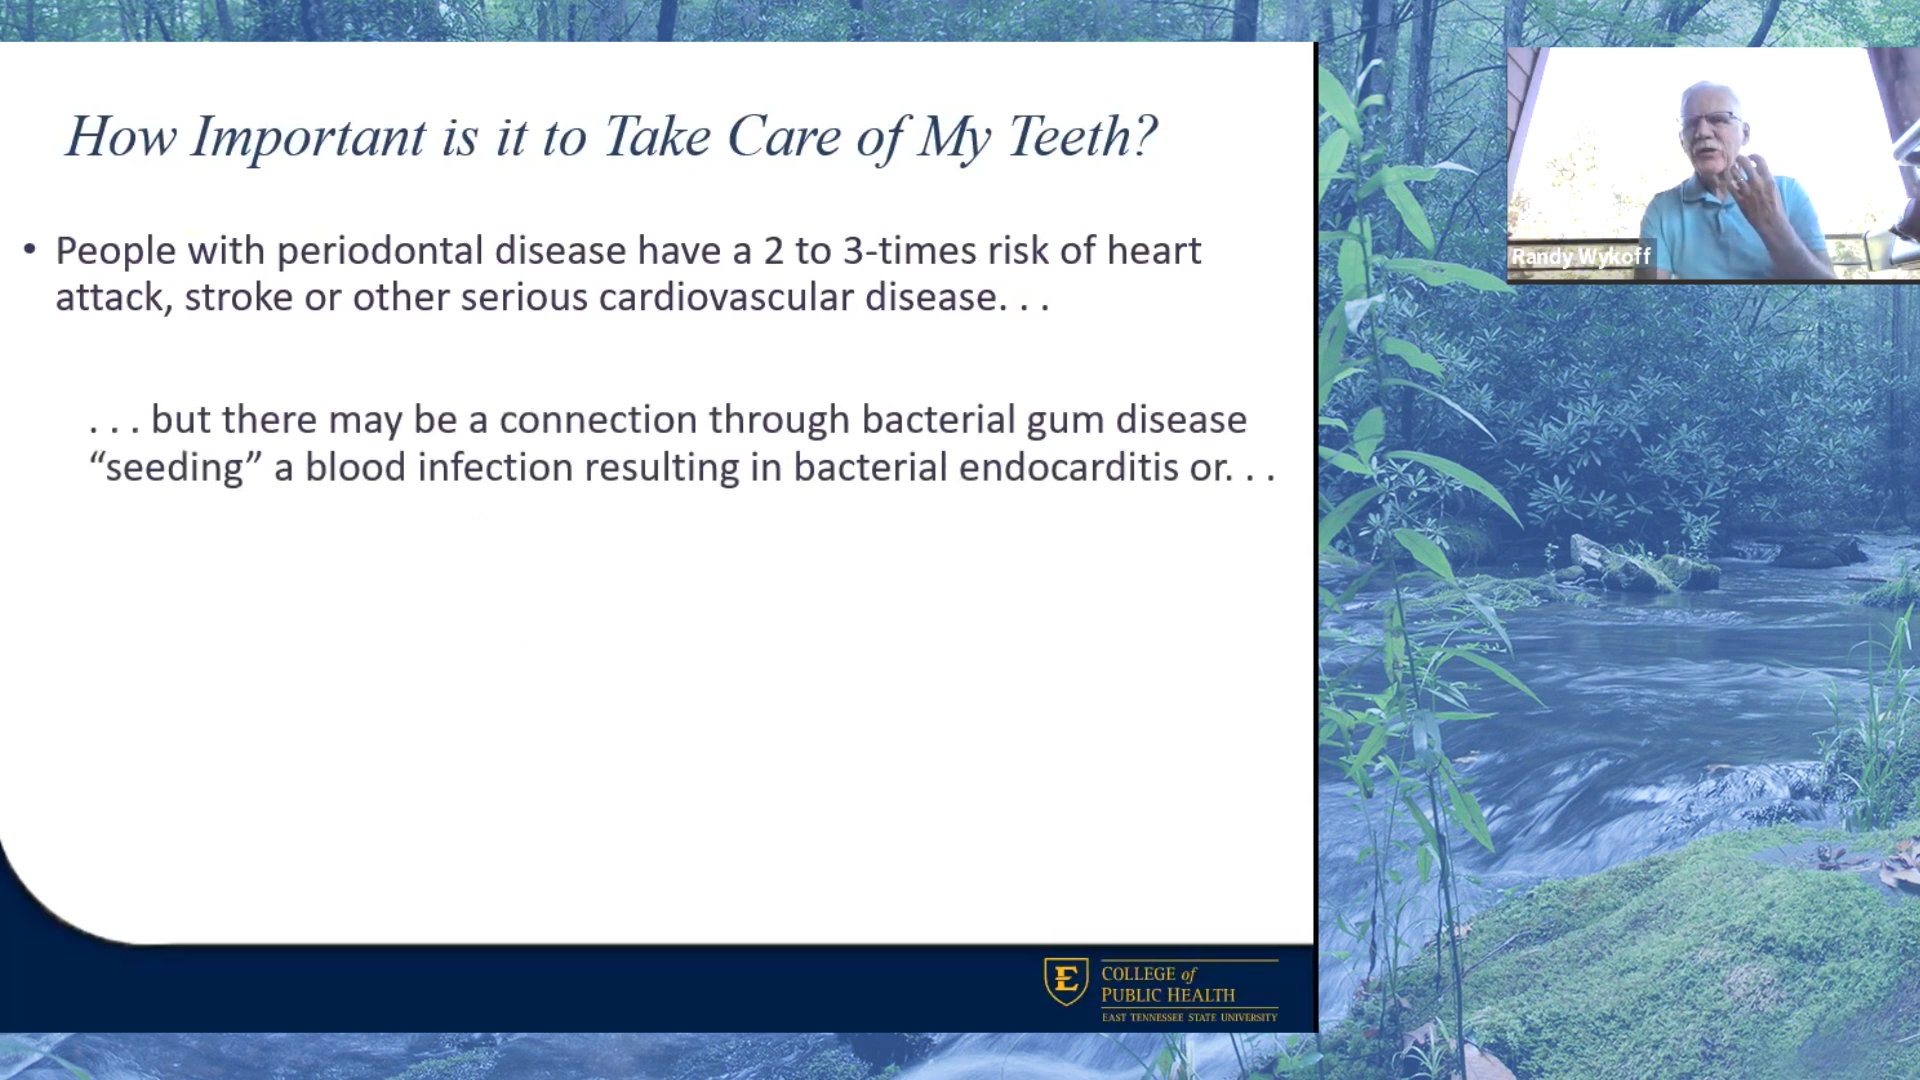 How Important is it to Take Care of My Teeth?
• People with periodontal disease have a 2 to 3-times risk of heart
attack, stroke or other serious cardiovascular disease. . .
. . . but there may be a connection through bacterial gum disease
“seeding” a blood infection resulting in bacterial endocarditis or. . .
Randy Wykoff
E
COLLEGE of
PUBLIC HEALTH
EAST TENNESSEE STATE UNIVERSITY